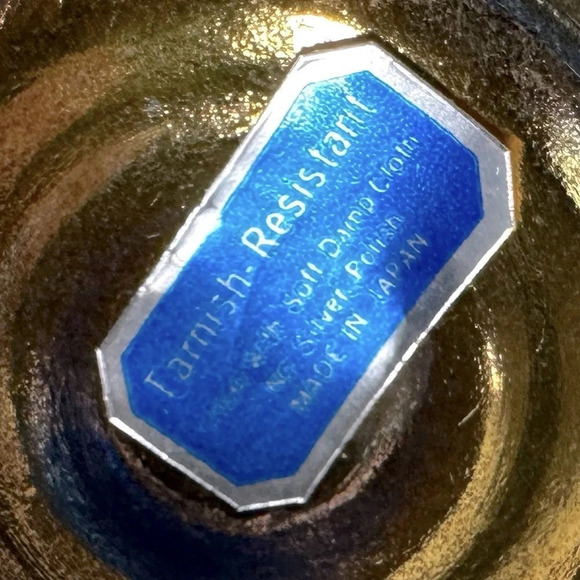 Tarnish-Resistant
With Soft Damp Cloth
No Silver Polish
MADE IN JAPAN